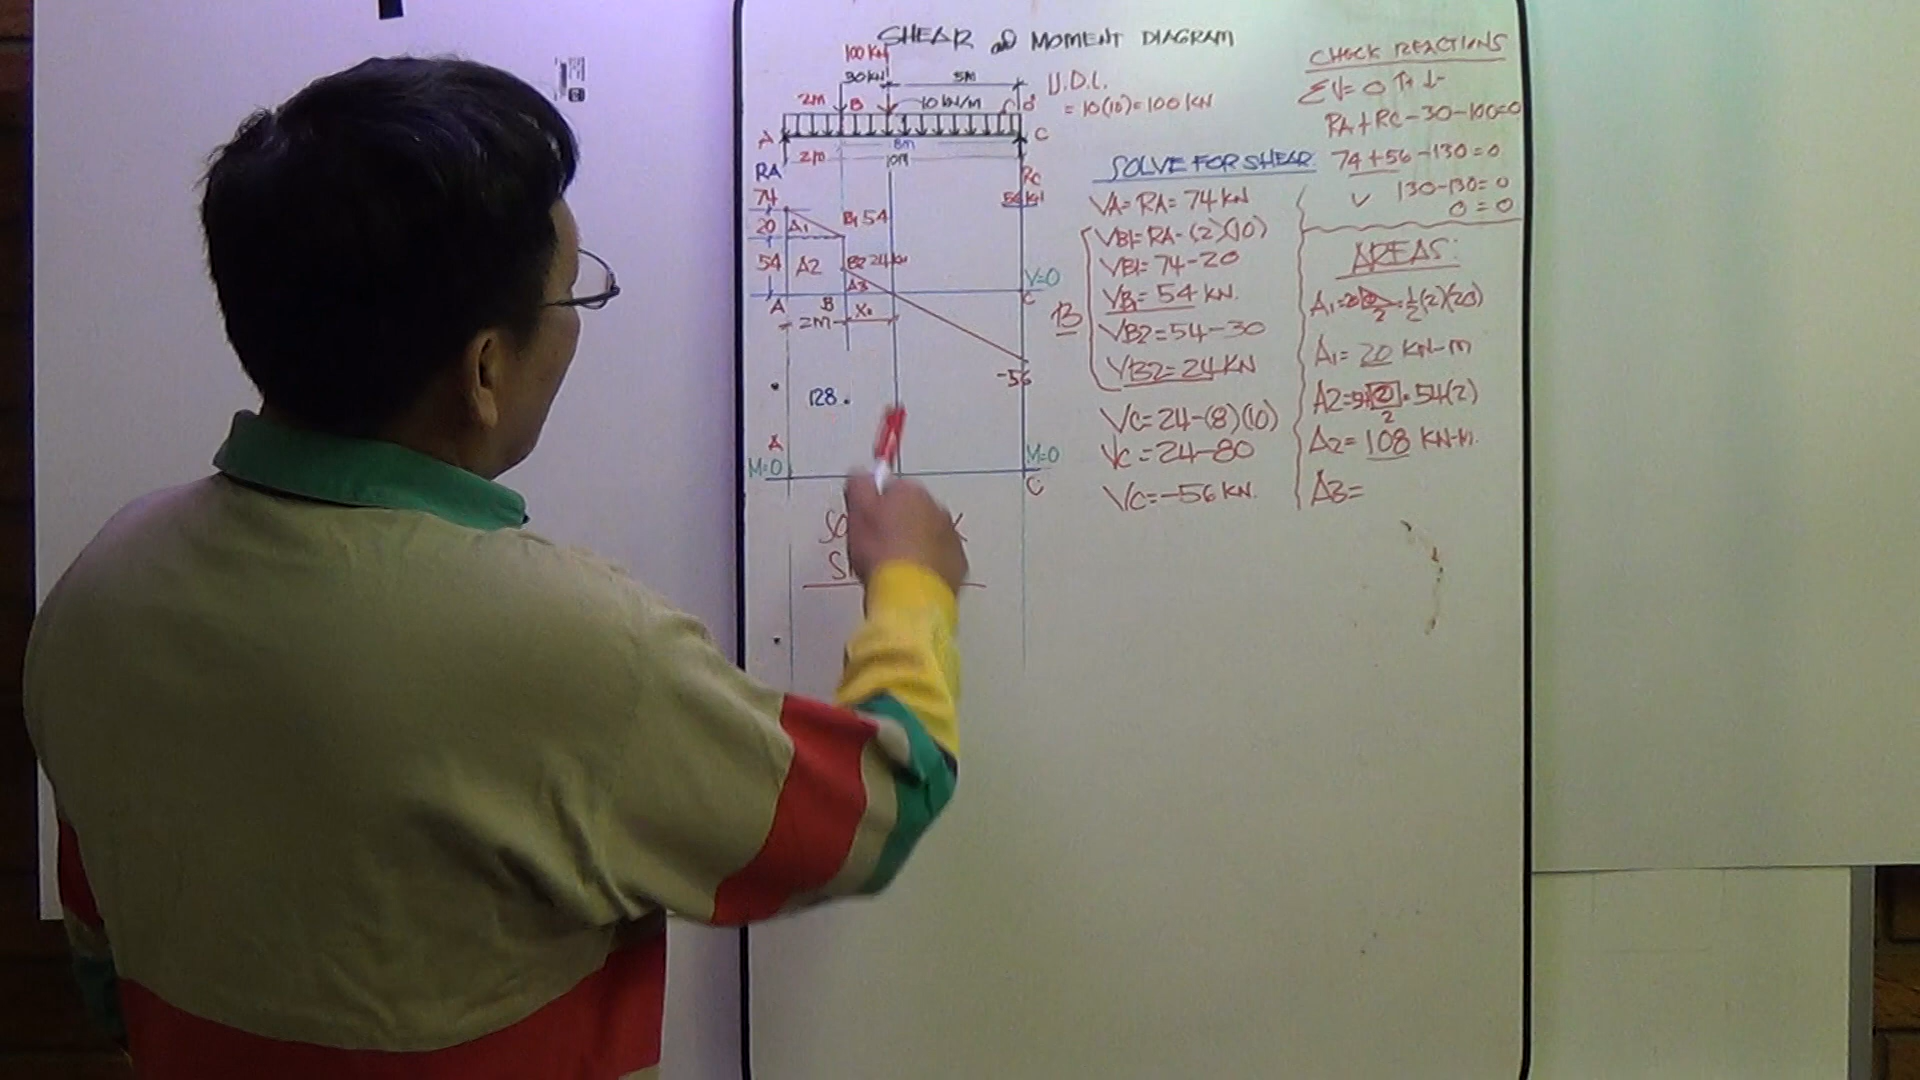 SHEAR and MOMENT DIAGRAM
100 KN
30 KN 5M
2M B 10 KN/M
A C
2M 8M
10M
RA RC
74 56 KN
20 A1 B1 54
54 A2 B2 24 KN
A3 V=0
A B C
2M X
-56
128.
A
M=0 M=0
C
U.D.L.
= 10(10)=100 KN
SOLVE FOR SHEAR
VA=RA=74 KN
VB1=RA-(2)(10)
VB1=74-20
VB1=54 KN.
B
VB2=54-30
VB2=24 KN
VC=24-(8)(10)
VC=24-80
VC=-56 KN.
CHECK REACTIONS
ΣV=0 ↑+ ↓-
RA+RC-30-100=0
74+56-130=0
130-130=0
0=0
AREAS:
A1= 1/2(2)(20)
A1= 20 KN-M
A2= 54(2)
A2= 108 KN-M.
A3=